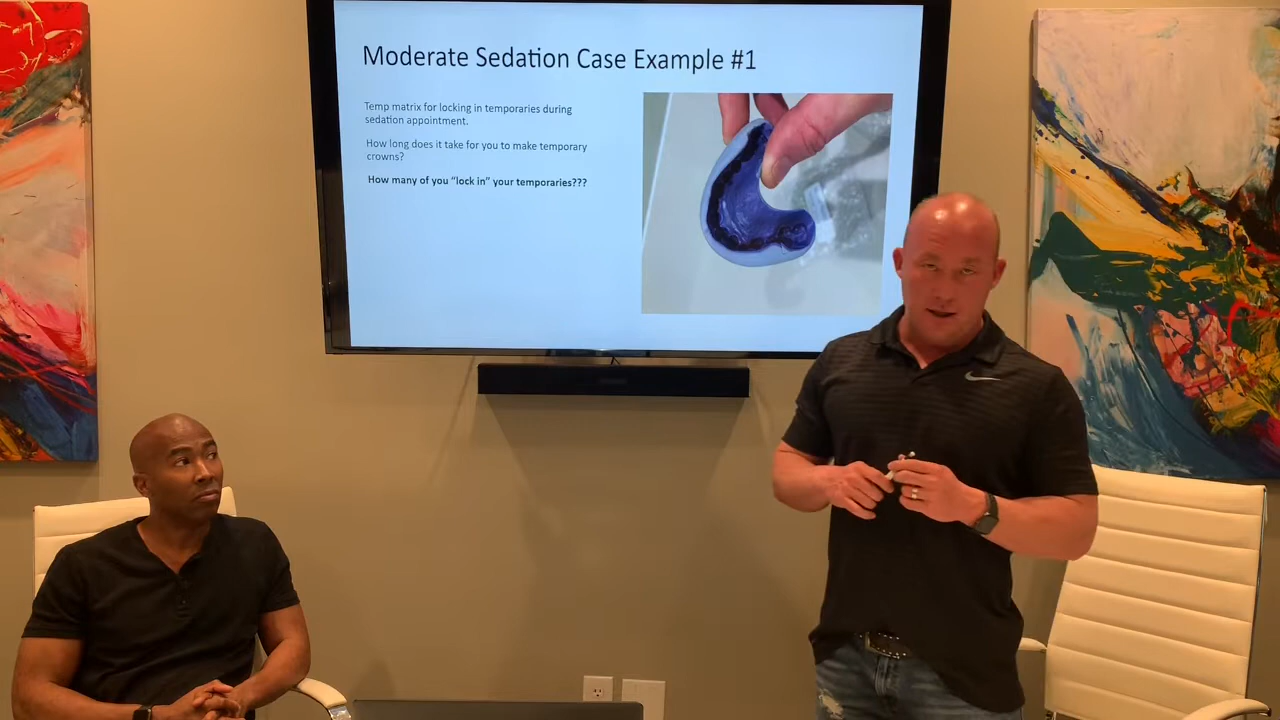 Moderate Sedation Case Example #1
Temp matrix for locking in temporaries during
sedation appointment.
How long does it take for you to make temporary
crowns?
How many of you “lock in” your temporaries???